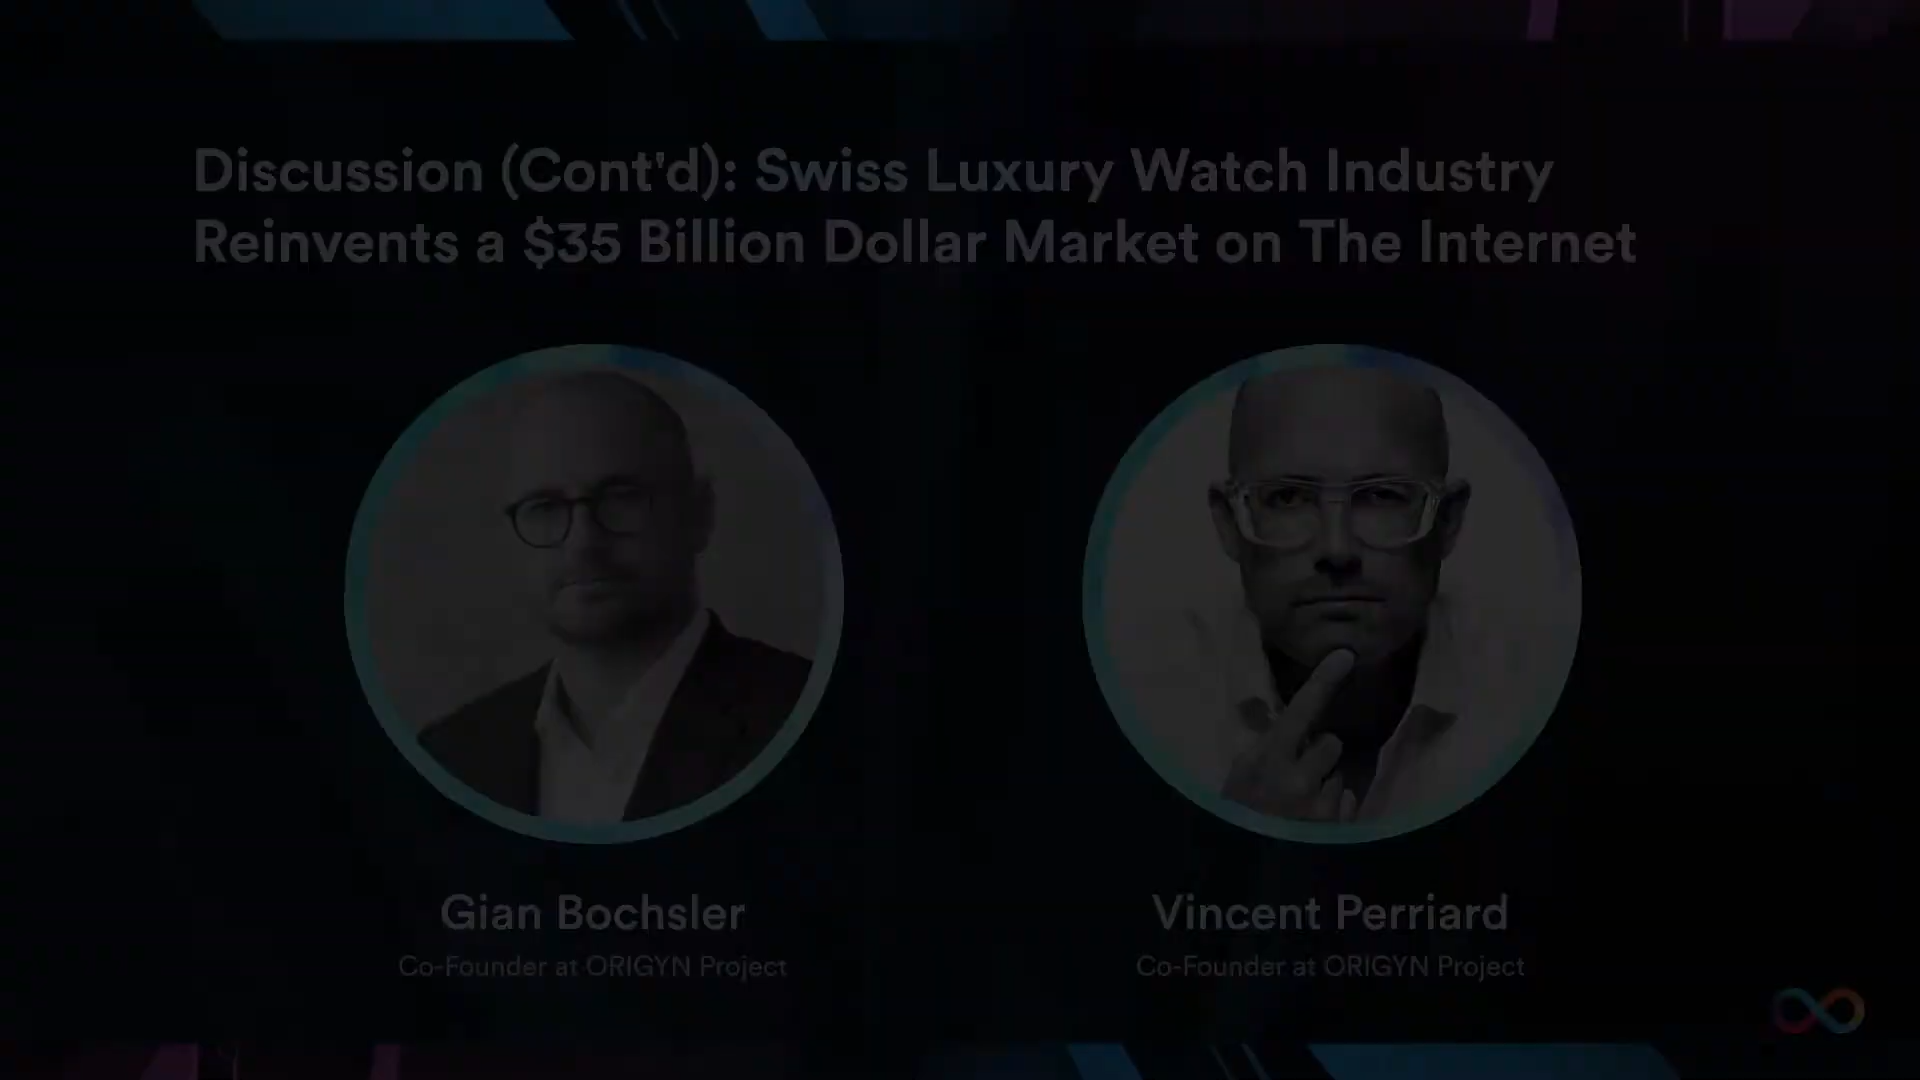 Discussion (Cont'd): Swiss Luxury Watch Industry
Reinvents a $35 Billion Dollar Market on The Internet
Gian Bochsler
Co-Founder at ORIGYN Project
Vincent Perriard
Co-Founder at ORIGYN Project